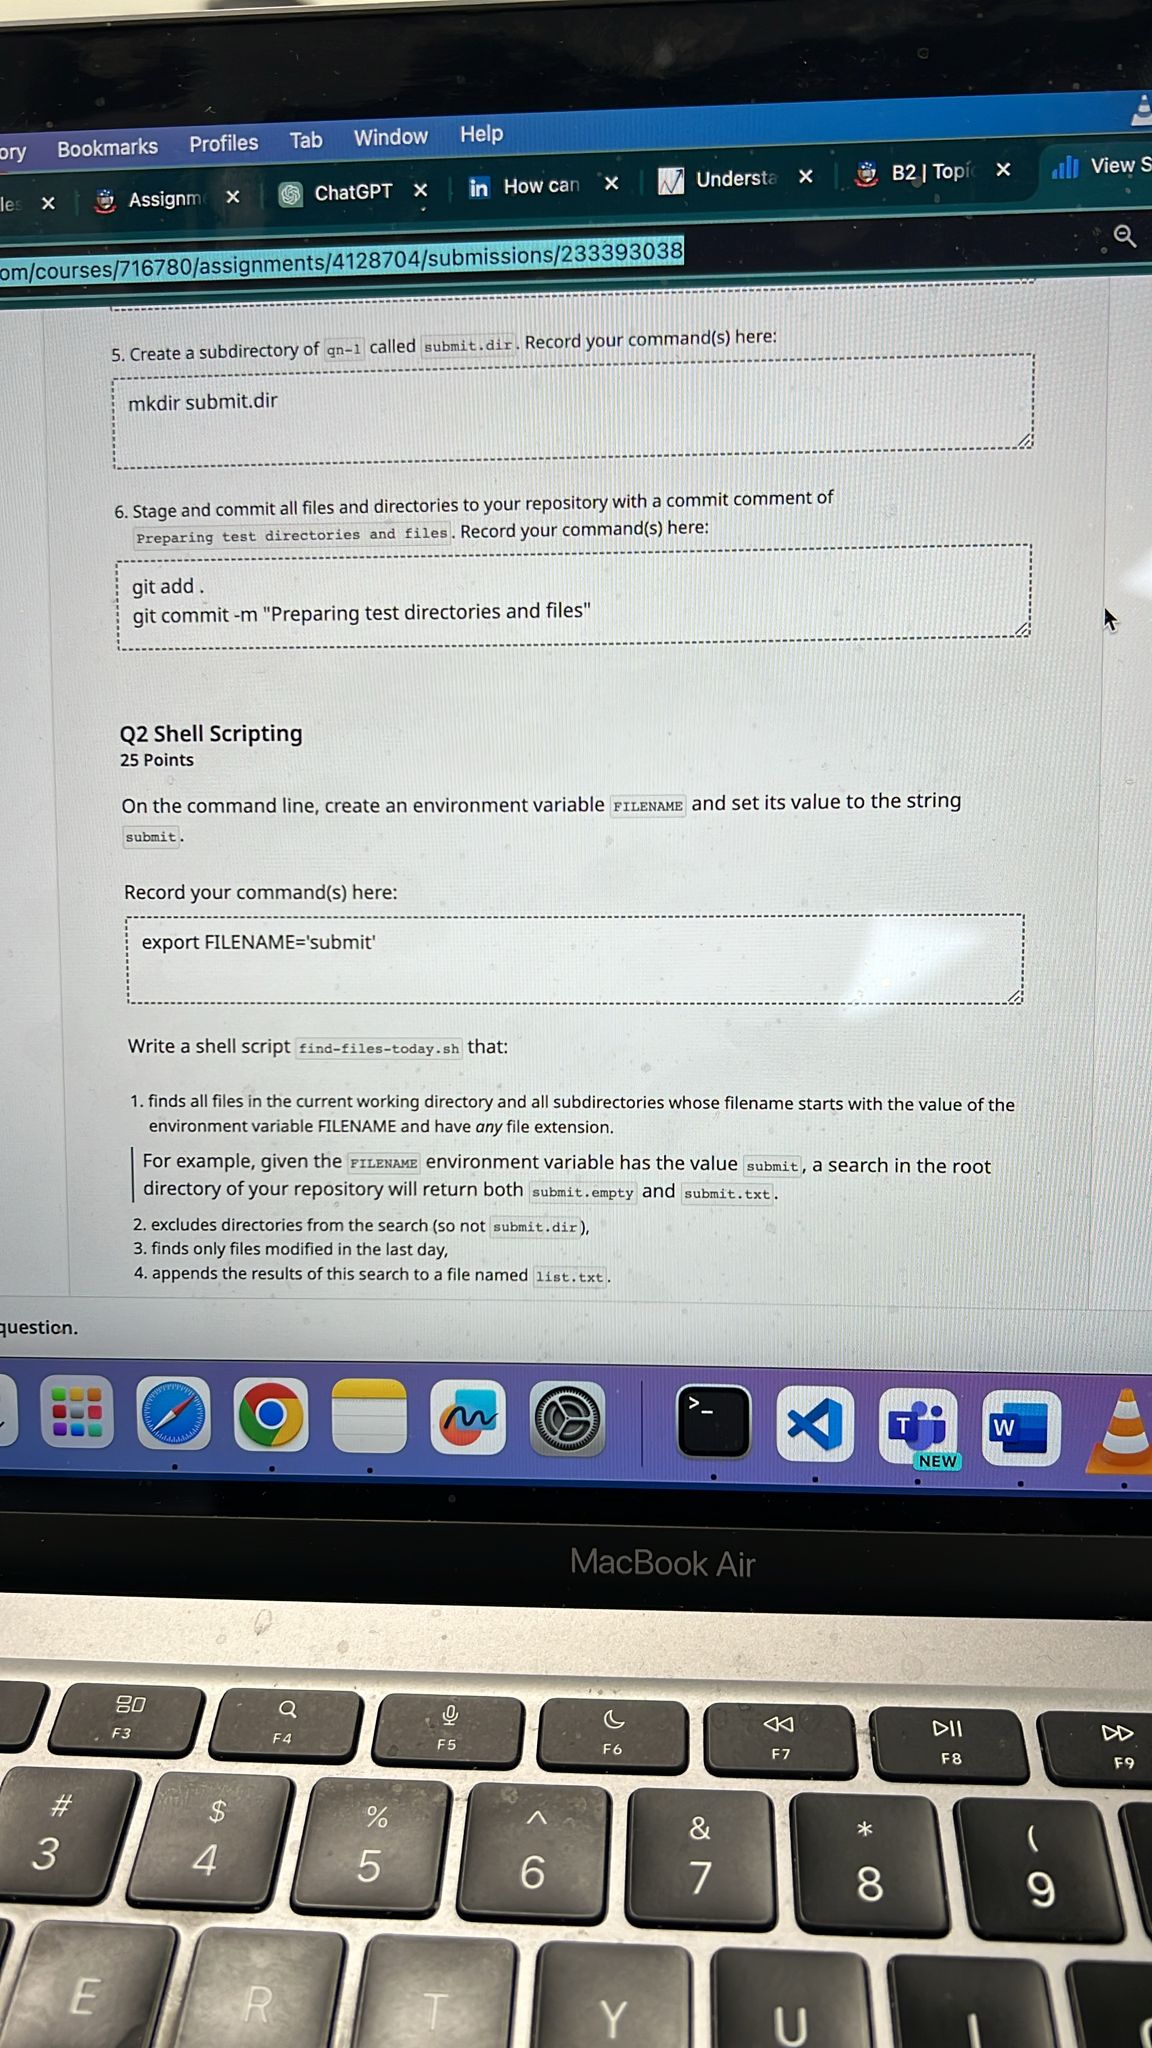 ory Bookmarks Profiles Tab Window Help
les × Assignm × ChatGPT × in How can × Understa × B2 | Topic × View S
om/courses/716780/assignments/4128704/submissions/233393038
5. Create a subdirectory of qn-1 called submit.dir. Record your command(s) here:
mkdir submit.dir
6. Stage and commit all files and directories to your repository with a commit comment of
Preparing test directories and files. Record your command(s) here:
git add .
git commit -m "Preparing test directories and files"
Q2 Shell Scripting
25 Points
On the command line, create an environment variable FILENAME and set its value to the string
submit.
Record your command(s) here:
export FILENAME='submit'
Write a shell script find-files-today.sh that:
1. finds all files in the current working directory and all subdirectories whose filename starts with the value of the
environment variable FILENAME and have any file extension.
For example, given the FILENAME environment variable has the value submit, a search in the root
directory of your repository will return both submit.empty and submit.txt.
2. excludes directories from the search (so not submit.dir),
3. finds only files modified in the last day,
4. appends the results of this search to a file named list.txt.
question.
>_ T W
NEW
MacBook Air
F3 F4 F5 F6 F7 F8 F9
# $ % ^ & * (
3 4 5 6 7 8 9
E R T Y U